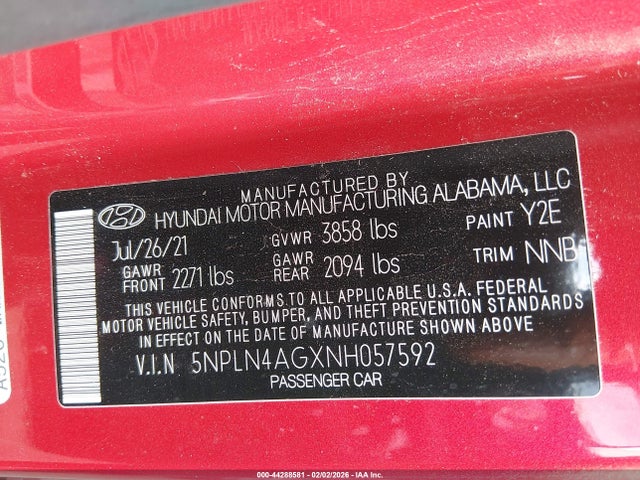 MANUFACTURED BY
HYUNDAI MOTOR MANUFACTURING ALABAMA, LLC
Jul/26/21 GVWR 3858 lbs PAINT Y2E
GAWR FRONT 2271 lbs GAWR REAR 2094 lbs TRIM NNB
THIS VEHICLE CONFORMS TO ALL APPLICABLE U.S.A. FEDERAL
MOTOR VEHICLE SAFETY, BUMPER, AND THEFT PREVENTION STANDARDS
IN EFFECT ON THE DATE OF MANUFACTURE SHOWN ABOVE
V.I.N 5NPLN4AGXNH057592
PASSENGER CAR
000-44288581 - 02/02/2026 - IAA Inc.